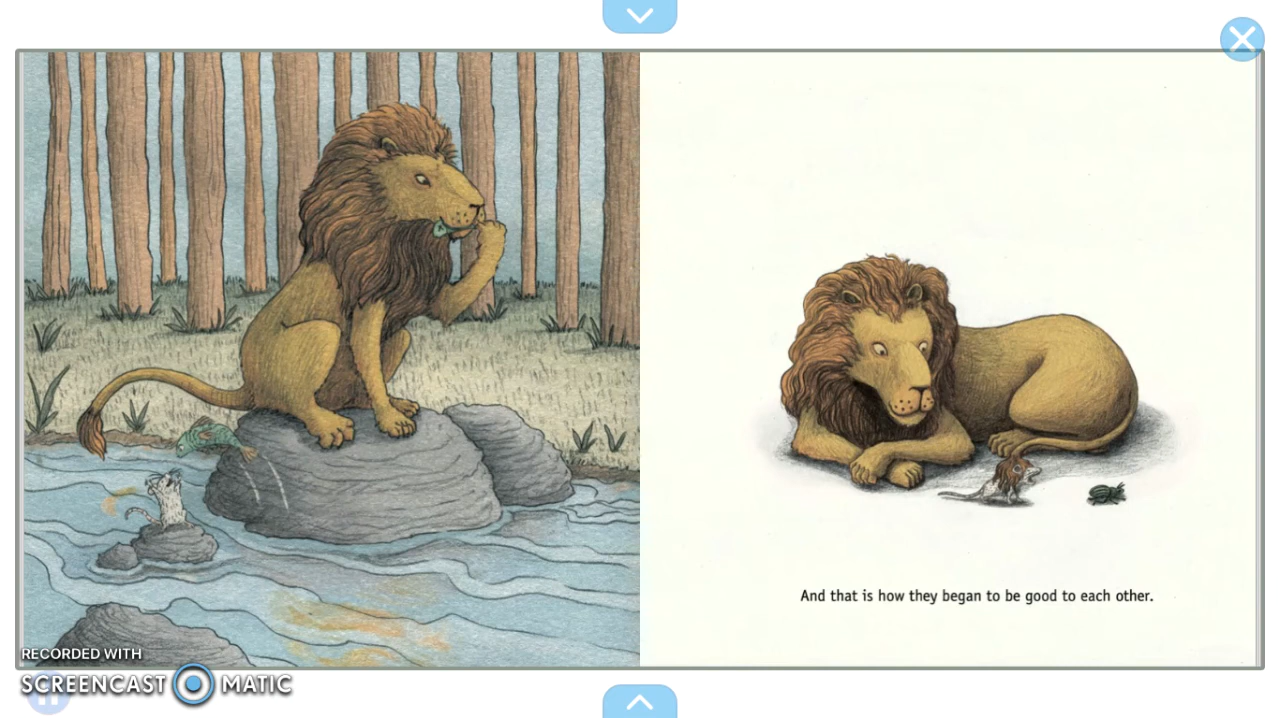 And that is how they began to be good to each other.
RECORDED WITH
SCREENCAST MATIC